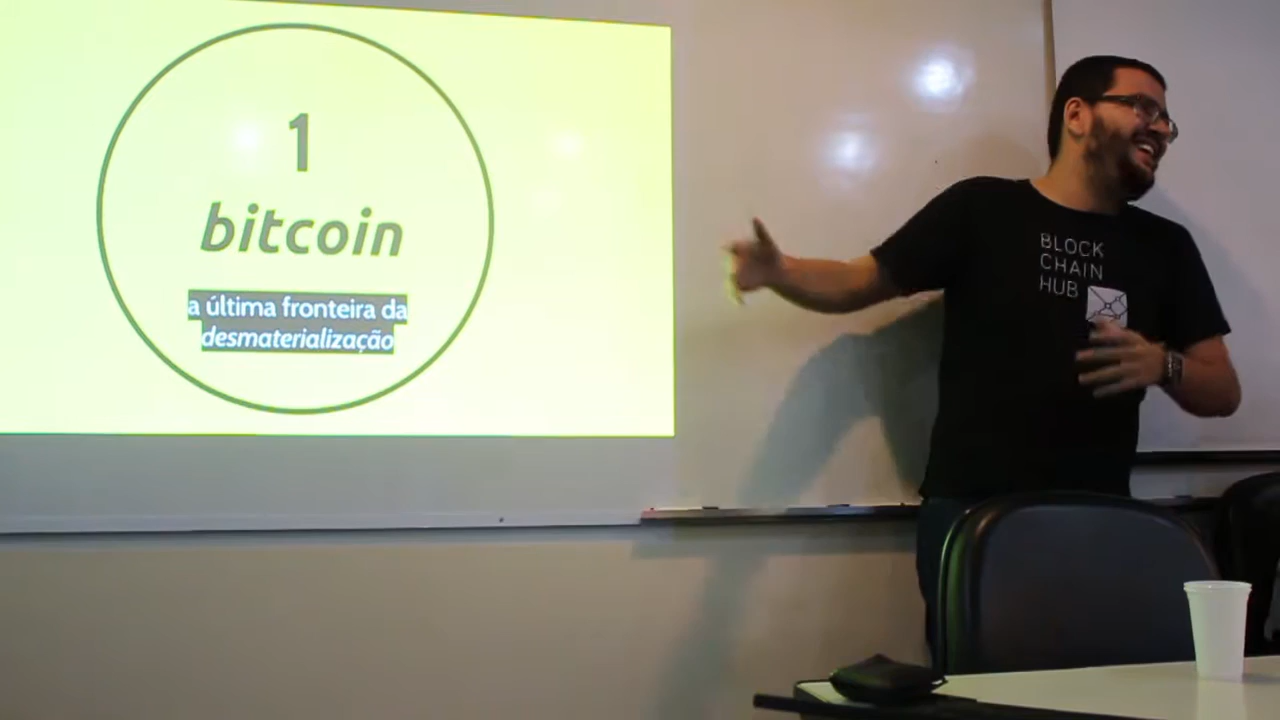 1
bitcoin
a última fronteira da
desmaterialização
BLOCK
CHAIN
HUB